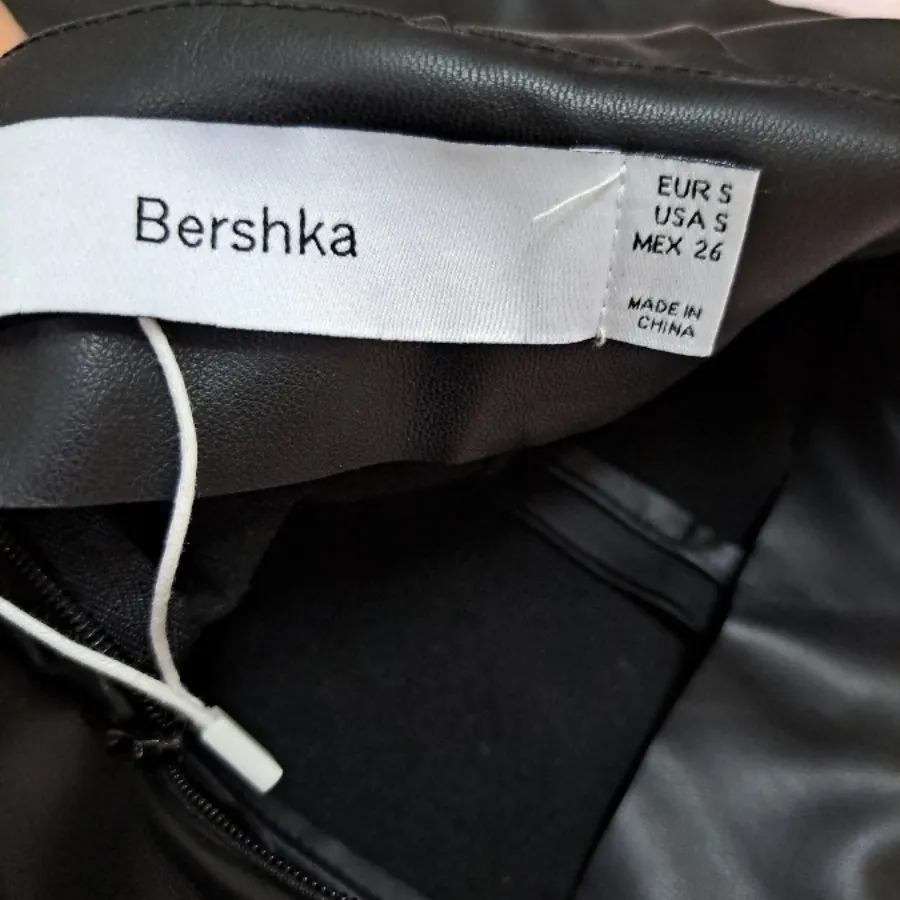 Bershka
EUR S
USA S
MEX 26
MADE IN
CHINA